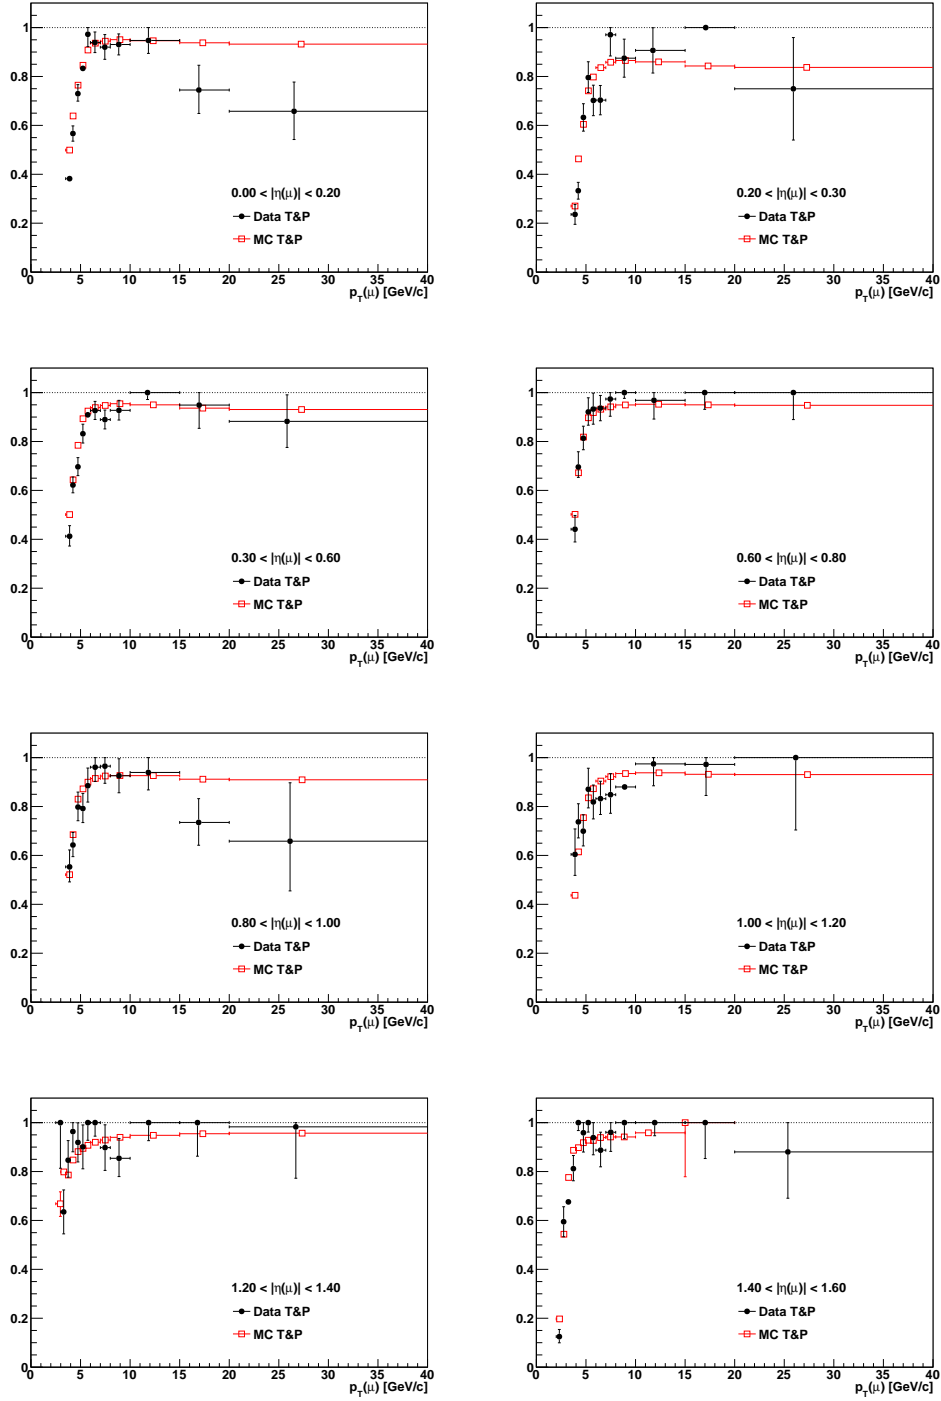 1
0.8
0.6
0.4
0.2
0
0.00 < |η(μ)| < 0.20
Data T&P
MC T&P
0 5 10 15 20 25 30 35 40
p_T(μ) [GeV/c]
1
0.8
0.6
0.4
0.2
0
0.20 < |η(μ)| < 0.30
Data T&P
MC T&P
0 5 10 15 20 25 30 35 40
p_T(μ) [GeV/c]
1
0.8
0.6
0.4
0.2
0
0.30 < |η(μ)| < 0.60
Data T&P
MC T&P
0 5 10 15 20 25 30 35 40
p_T(μ) [GeV/c]
1
0.8
0.6
0.4
0.2
0
0.60 < |η(μ)| < 0.80
Data T&P
MC T&P
0 5 10 15 20 25 30 35 40
p_T(μ) [GeV/c]
1
0.8
0.6
0.4
0.2
0
0.80 < |η(μ)| < 1.00
Data T&P
MC T&P
0 5 10 15 20 25 30 35 40
p_T(μ) [GeV/c]
1
0.8
0.6
0.4
0.2
0
1.00 < |η(μ)| < 1.20
Data T&P
MC T&P
0 5 10 15 20 25 30 35 40
p_T(μ) [GeV/c]
1
0.8
0.6
0.4
0.2
0
1.20 < |η(μ)| < 1.40
Data T&P
MC T&P
0 5 10 15 20 25 30 35 40
p_T(μ) [GeV/c]
1
0.8
0.6
0.4
0.2
0
1.40 < |η(μ)| < 1.60
Data T&P
MC T&P
0 5 10 15 20 25 30 35 40
p_T(μ) [GeV/c]